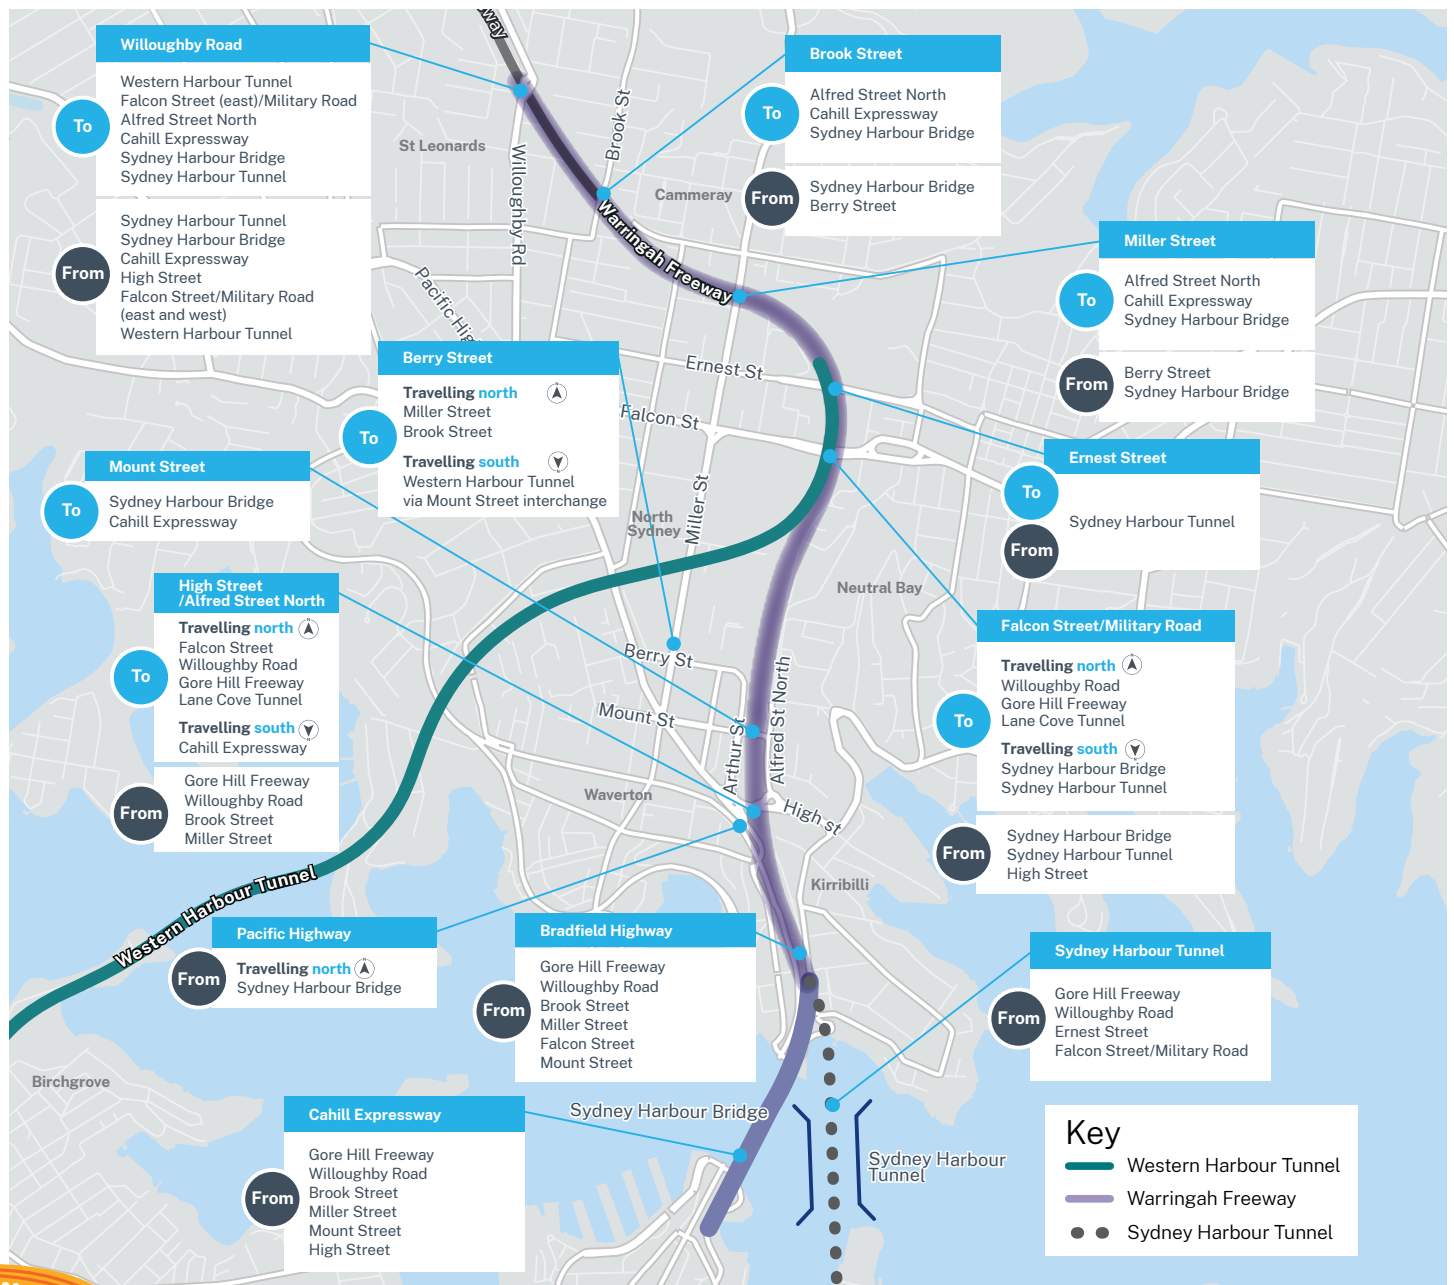 Willoughby Road
To
Western Harbour Tunnel
Falcon Street (east)/Military Road
Alfred Street North
Cahill Expressway
Sydney Harbour Bridge
Sydney Harbour Tunnel
From
Sydney Harbour Tunnel
Sydney Harbour Bridge
Cahill Expressway
High Street
Falcon Street/Military Road
(east and west)
Western Harbour Tunnel
Brook Street
To
Alfred Street North
Cahill Expressway
Sydney Harbour Bridge
From
Sydney Harbour Bridge
Berry Street
Miller Street
To
Alfred Street North
Cahill Expressway
Sydney Harbour Bridge
From
Berry Street
Sydney Harbour Bridge
Berry Street
To
Travelling north
Miller Street
Brook Street
Travelling south
Western Harbour Tunnel
via Mount Street interchange
Mount Street
To
Sydney Harbour Bridge
Cahill Expressway
Ernest Street
To
From
Sydney Harbour Tunnel
High Street
/Alfred Street North
To
Travelling north
Falcon Street
Willoughby Road
Gore Hill Freeway
Lane Cove Tunnel
Travelling south
Cahill Expressway
From
Gore Hill Freeway
Willoughby Road
Brook Street
Miller Street
Falcon Street/Military Road
To
Travelling north
Willoughby Road
Gore Hill Freeway
Lane Cove Tunnel
Travelling south
Sydney Harbour Bridge
Sydney Harbour Tunnel
From
Sydney Harbour Bridge
Sydney Harbour Tunnel
High Street
Pacific Highway
From
Travelling north
Sydney Harbour Bridge
Bradfield Highway
From
Gore Hill Freeway
Willoughby Road
Brook Street
Miller Street
Falcon Street
Mount Street
Sydney Harbour Tunnel
From
Gore Hill Freeway
Willoughby Road
Ernest Street
Falcon Street/Military Road
Cahill Expressway
From
Gore Hill Freeway
Willoughby Road
Brook Street
Miller Street
Mount Street
High Street
St Leonards
Willoughby Rd
Brook St
Cammeray
Warringah Freeway
Ernest St
Falcon St
Miller St
North
Sydney
Neutral Bay
Berry St
Mount St
Arthur St
Alfred St North
High st
Waverton
Kirribilli
Western Harbour Tunnel
Birchgrove
Sydney Harbour Bridge
Sydney Harbour
Tunnel
Key
Western Harbour Tunnel
Warringah Freeway
Sydney Harbour Tunnel